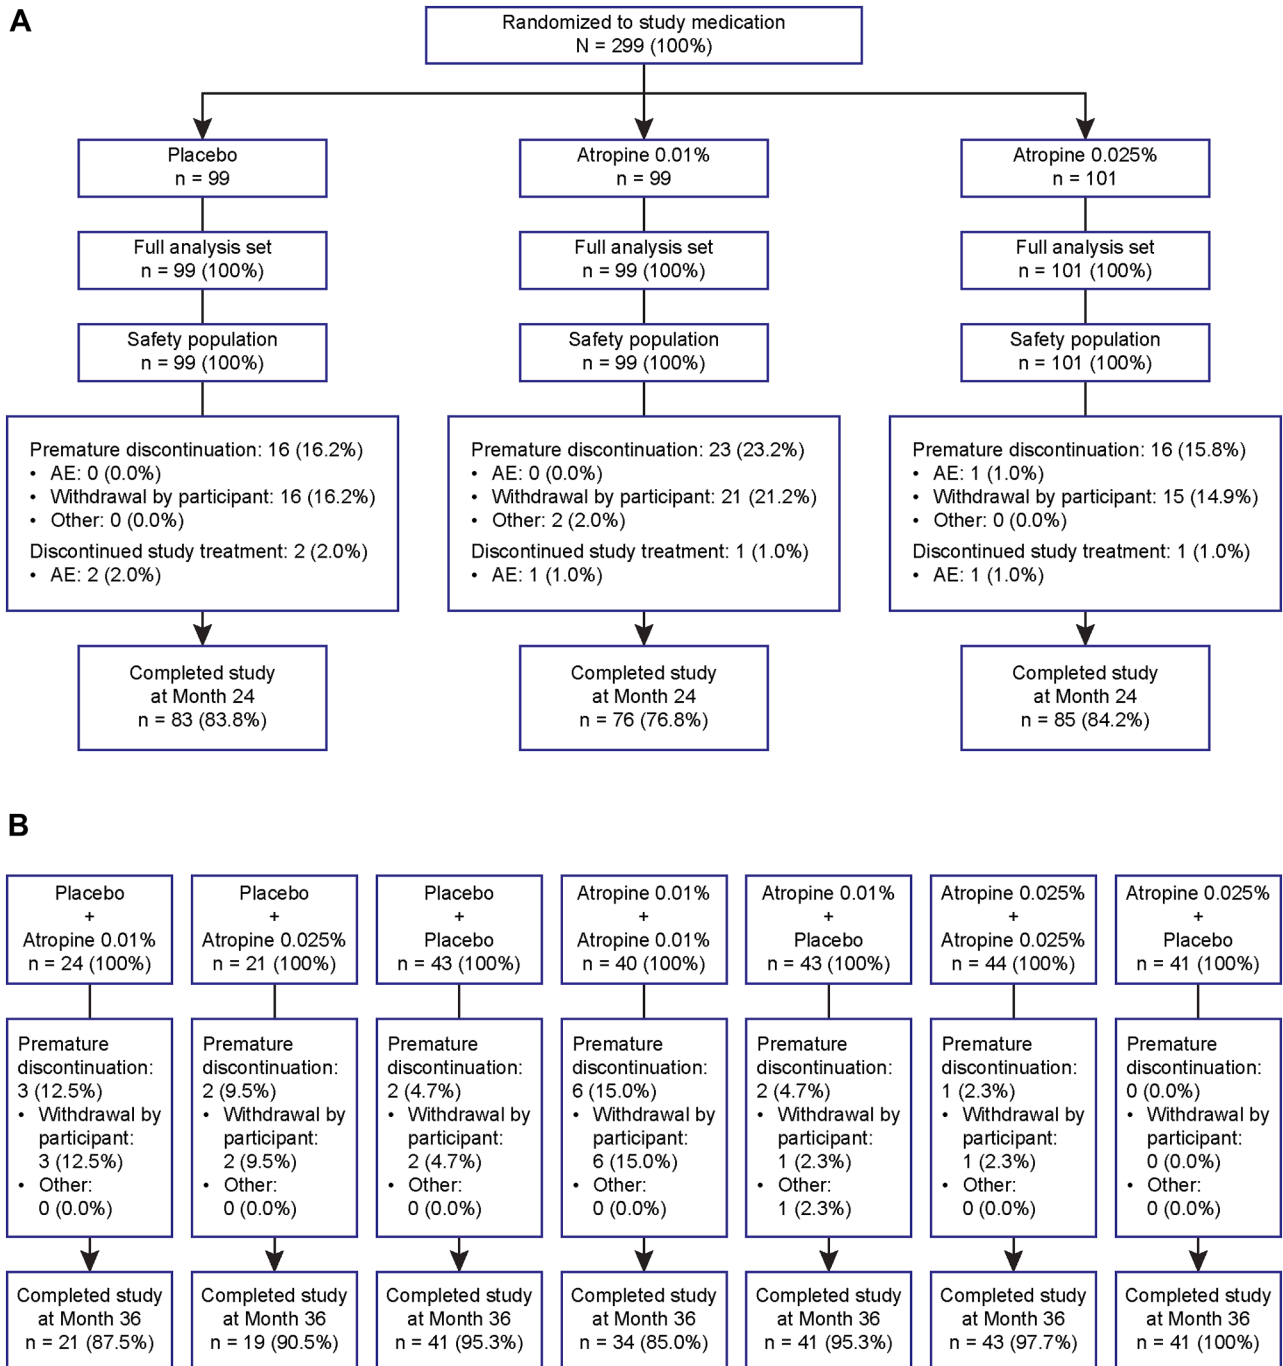 A
Randomized to study medication
N = 299 (100%)
Placebo
n = 99
Full analysis set
n = 99 (100%)
Safety population
n = 99 (100%)
Premature discontinuation: 16 (16.2%)
• AE: 0 (0.0%)
• Withdrawal by participant: 16 (16.2%)
• Other: 0 (0.0%)
Discontinued study treatment: 2 (2.0%)
• AE: 2 (2.0%)
Completed study
at Month 24
n = 83 (83.8%)
Atropine 0.01%
n = 99
Full analysis set
n = 99 (100%)
Safety population
n = 99 (100%)
Premature discontinuation: 23 (23.2%)
• AE: 0 (0.0%)
• Withdrawal by participant: 21 (21.2%)
• Other: 2 (2.0%)
Discontinued study treatment: 1 (1.0%)
• AE: 1 (1.0%)
Completed study
at Month 24
n = 76 (76.8%)
Atropine 0.025%
n = 101
Full analysis set
n = 101 (100%)
Safety population
n = 101 (100%)
Premature discontinuation: 16 (15.8%)
• AE: 1 (1.0%)
• Withdrawal by participant: 15 (14.9%)
• Other: 0 (0.0%)
Discontinued study treatment: 1 (1.0%)
• AE: 1 (1.0%)
Completed study
at Month 24
n = 85 (84.2%)
B
Placebo
+
Atropine 0.01%
n = 24 (100%)
Premature
discontinuation:
3 (12.5%)
• Withdrawal by
participant:
3 (12.5%)
• Other:
0 (0.0%)
Completed study
at Month 36
n = 21 (87.5%)
Placebo
+
Atropine 0.025%
n = 21 (100%)
Premature
discontinuation:
2 (9.5%)
• Withdrawal by
participant:
2 (9.5%)
• Other:
0 (0.0%)
Completed study
at Month 36
n = 19 (90.5%)
Placebo
+
Placebo
n = 43 (100%)
Premature
discontinuation:
2 (4.7%)
• Withdrawal by
participant:
2 (4.7%)
• Other:
0 (0.0%)
Completed study
at Month 36
n = 41 (95.3%)
Atropine 0.01%
+
Atropine 0.01%
n = 40 (100%)
Premature
discontinuation:
6 (15.0%)
• Withdrawal by
participant:
6 (15.0%)
• Other:
0 (0.0%)
Completed study
at Month 36
n = 34 (85.0%)
Atropine 0.01%
+
Placebo
n = 43 (100%)
Premature
discontinuation:
2 (4.7%)
• Withdrawal by
participant:
1 (2.3%)
• Other:
1 (2.3%)
Completed study
at Month 36
n = 41 (95.3%)
Atropine 0.025%
+
Atropine 0.025%
n = 44 (100%)
Premature
discontinuation:
1 (2.3%)
• Withdrawal by
participant:
1 (2.3%)
• Other:
0 (0.0%)
Completed study
at Month 36
n = 43 (97.7%)
Atropine 0.025%
+
Placebo
n = 41 (100%)
Premature
discontinuation:
0 (0.0%)
• Withdrawal by
participant:
0 (0.0%)
• Other:
0 (0.0%)
Completed study
at Month 36
n = 41 (100%)